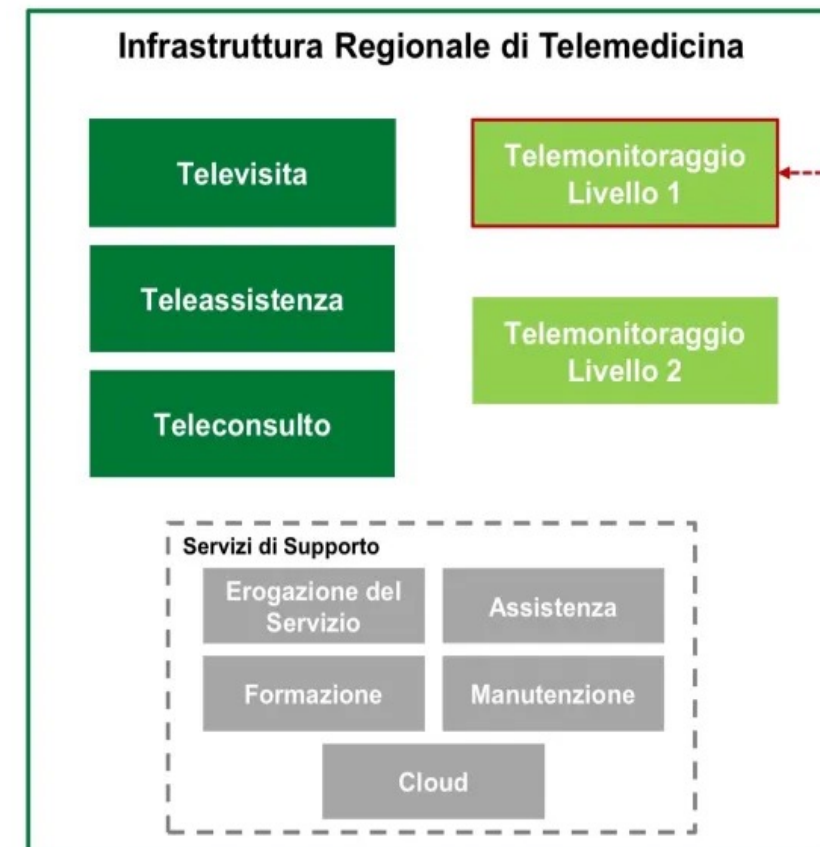 Infrastruttura Regionale di Telemedicina
Televisita
Teleassistenza
Teleconsulto
Telemonitoraggio
Livello 1
Telemonitoraggio
Livello 2
Servizi di Supporto
Erogazione del
Servizio
Assistenza
Formazione
Manutenzione
Cloud